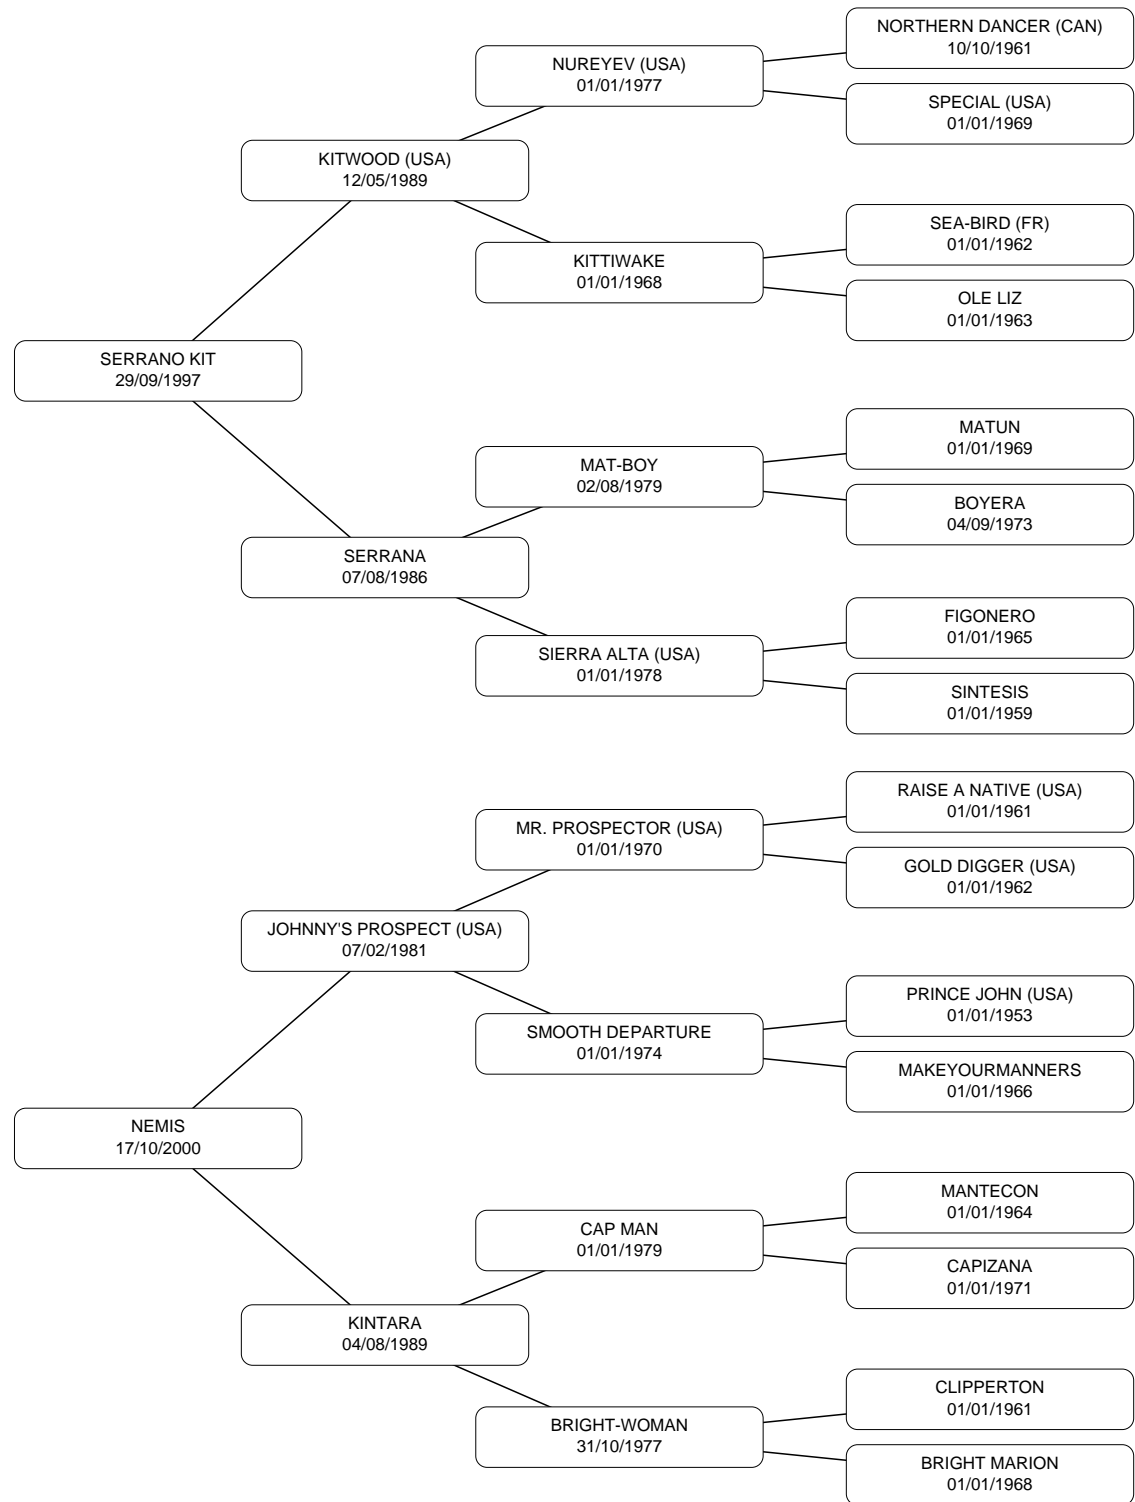 NORTHERN DANCER (CAN)
10/10/1961
NUREYEV (USA)
01/01/1977
SPECIAL (USA)
01/01/1969
KITWOOD (USA)
12/05/1989
SEA-BIRD (FR)
01/01/1962
KITTIWAKE
01/01/1968
OLE LIZ
01/01/1963
SERRANO KIT
29/09/1997
MATUN
01/01/1969
MAT-BOY
02/08/1979
BOYERA
04/09/1973
SERRANA
07/08/1986
FIGONERO
01/01/1965
SIERRA ALTA (USA)
01/01/1978
SINTESIS
01/01/1959
RAISE A NATIVE (USA)
01/01/1961
MR. PROSPECTOR (USA)
01/01/1970
GOLD DIGGER (USA)
01/01/1962
JOHNNY'S PROSPECT (USA)
07/02/1981
PRINCE JOHN (USA)
01/01/1953
SMOOTH DEPARTURE
01/01/1974
MAKEYOURMANNERS
01/01/1966
NEMIS
17/10/2000
MANTECON
01/01/1964
CAP MAN
01/01/1979
CAPIZANA
01/01/1971
KINTARA
04/08/1989
CLIPPERTON
01/01/1961
BRIGHT-WOMAN
31/10/1977
BRIGHT MARION
01/01/1968